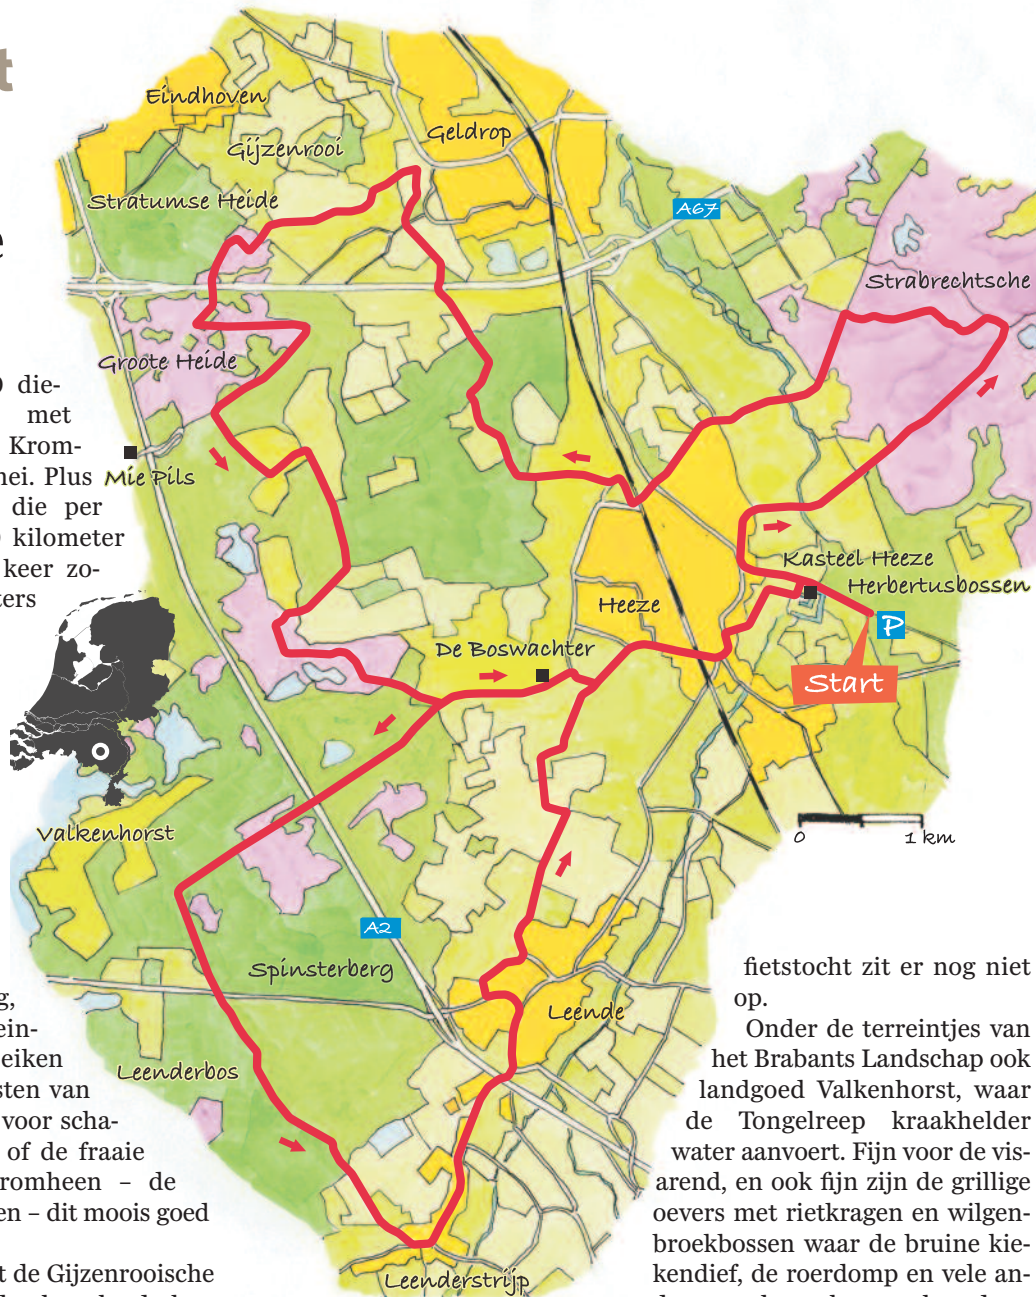 t
e
die-
met
Krom-
nei. Plus
die per
kilometer
keer zo-
ters
Eindhoven
Gijzenrooi
Geldrop
Stratumse Heide
A67
Strabrechtsche
Groote Heide
Mie Pils
Kasteel Heeze
Herbertusbossen
Heeze
P
De Boswachter
Start
Valkenhorst
0 1 km
A2
Spinsterberg
Leende
Leenderbos
Leenderstrijp
g,
ein-
eiken
sten van
voor scha-
of de fraaie
romheen – de
en – dit moois goed
t de Gijzenrooische
fietstocht zit er nog niet
op.
Onder de terreintjes van
het Brabants Landschap ook
landgoed Valkenhorst, waar
de Tongelreep kraakhelder
water aanvoert. Fijn voor de vis-
arend, en ook fijn zijn de grillige
oevers met rietkragen en wilgen-
broekbossen waar de bruine kie-
kendief, de roerdomp en vele an-